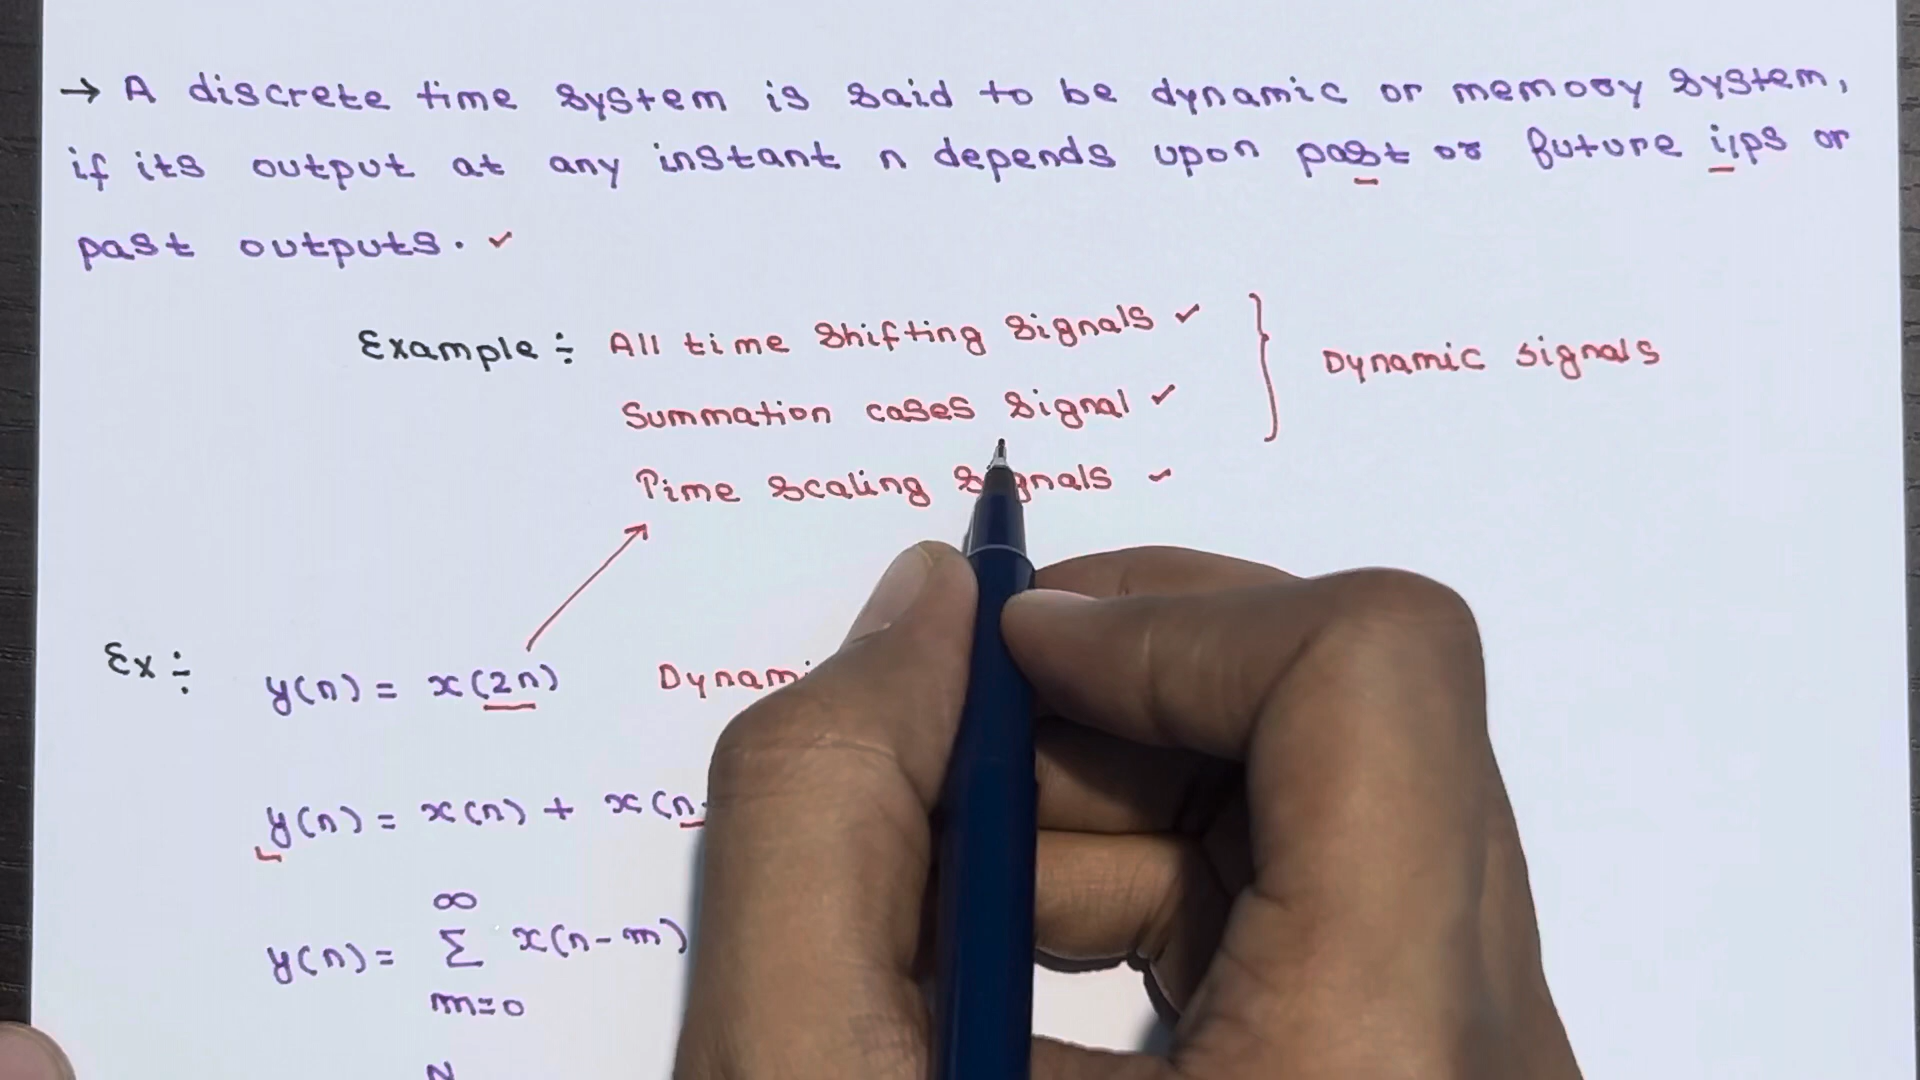 → A discrete time system is said to be dynamic or memory system,
if its output at any instant n depends upon past or future i/ps or
past outputs. ✓
Example ÷ All time shifting signals ✓
Summation cases signal ✓
Dynamic signals
Time scaling signals ✓
Ex ÷ y(n) = x(2n) Dynami
y(n) = x(n) + x(n-
∞
y(n) = Σ x(n-m)
m=0
N